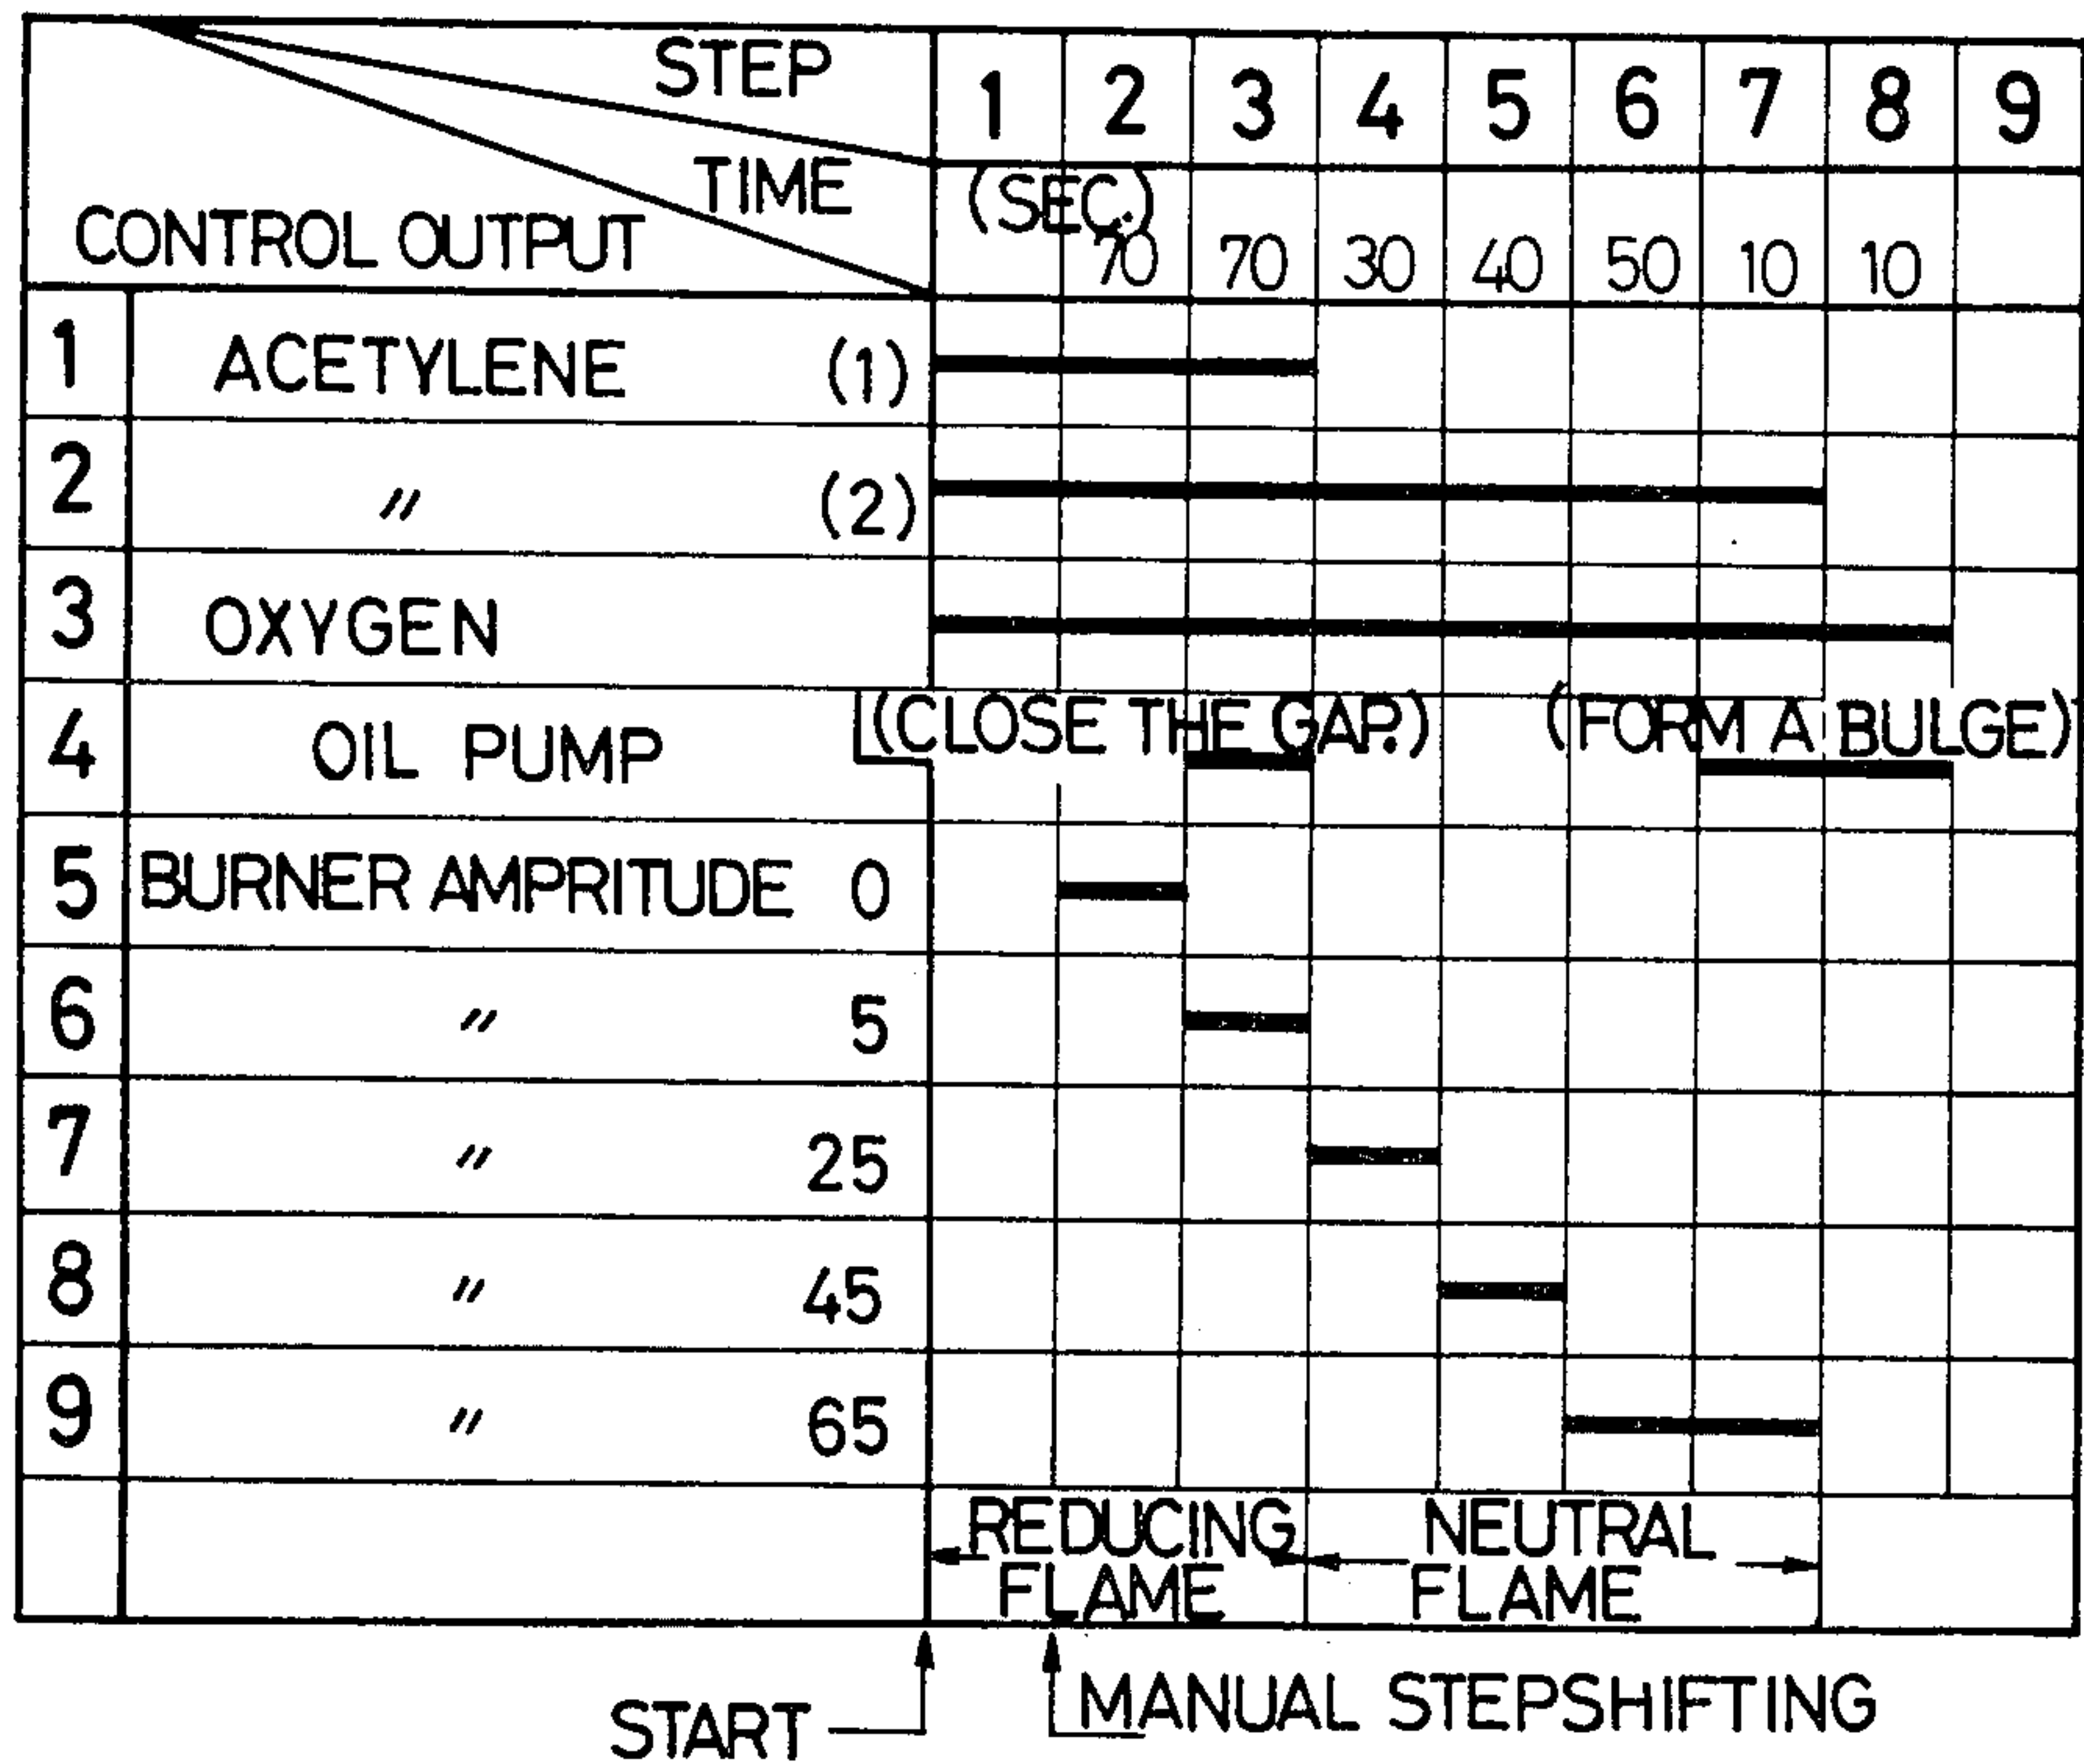 STEP 1 2 3 4 5 6 7 8 9
TIME (SEC.)
CONTROL OUTPUT 70 70 30 40 50 10 10
1 ACETYLENE (1)
2 〃 (2)
3 OXYGEN
4 OIL PUMP (CLOSE THE GAP.) (FORM A BULGE)
5 BURNER AMPRITUDE 0
6 〃 5
7 〃 25
8 〃 45
9 〃 65
REDUCING NEUTRAL
FLAME FLAME
START MANUAL STEPSHIFTING